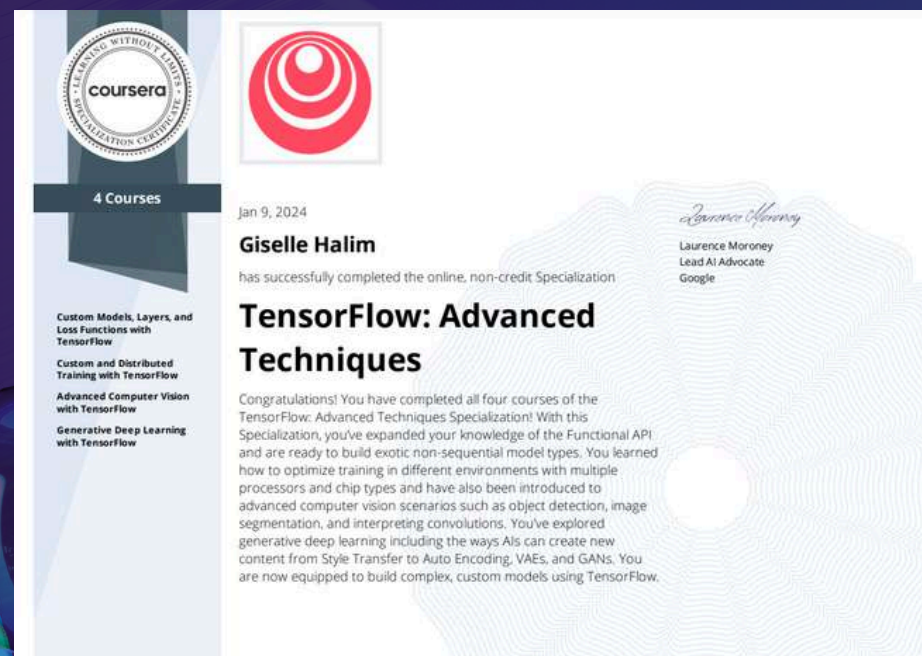 LEARNING WITHOUT LIMITS
coursera
SPECIALIZATION CERTIFICATE
4 Courses
Custom Models, Layers, and
Loss Functions with
TensorFlow
Custom and Distributed
Training with TensorFlow
Advanced Computer Vision
with TensorFlow
Generative Deep Learning
with TensorFlow
Jan 9, 2024
Giselle Halim
has successfully completed the online, non-credit Specialization
TensorFlow: Advanced
Techniques
Congratulations! You have completed all four courses of the
TensorFlow: Advanced Techniques Specialization! With this
Specialization, you've expanded your knowledge of the Functional API
and are ready to build exotic non-sequential model types. You learned
how to optimize training in different environments with multiple
processors and chip types and have also been introduced to
advanced computer vision scenarios such as object detection, image
segmentation, and interpreting convolutions. You've explored
generative deep learning including the ways AIs can create new
content from Style Transfer to Auto Encoding, VAEs, and GANs. You
are now equipped to build complex, custom models using TensorFlow.
Laurence Moroney
Laurence Moroney
Lead AI Advocate
Google